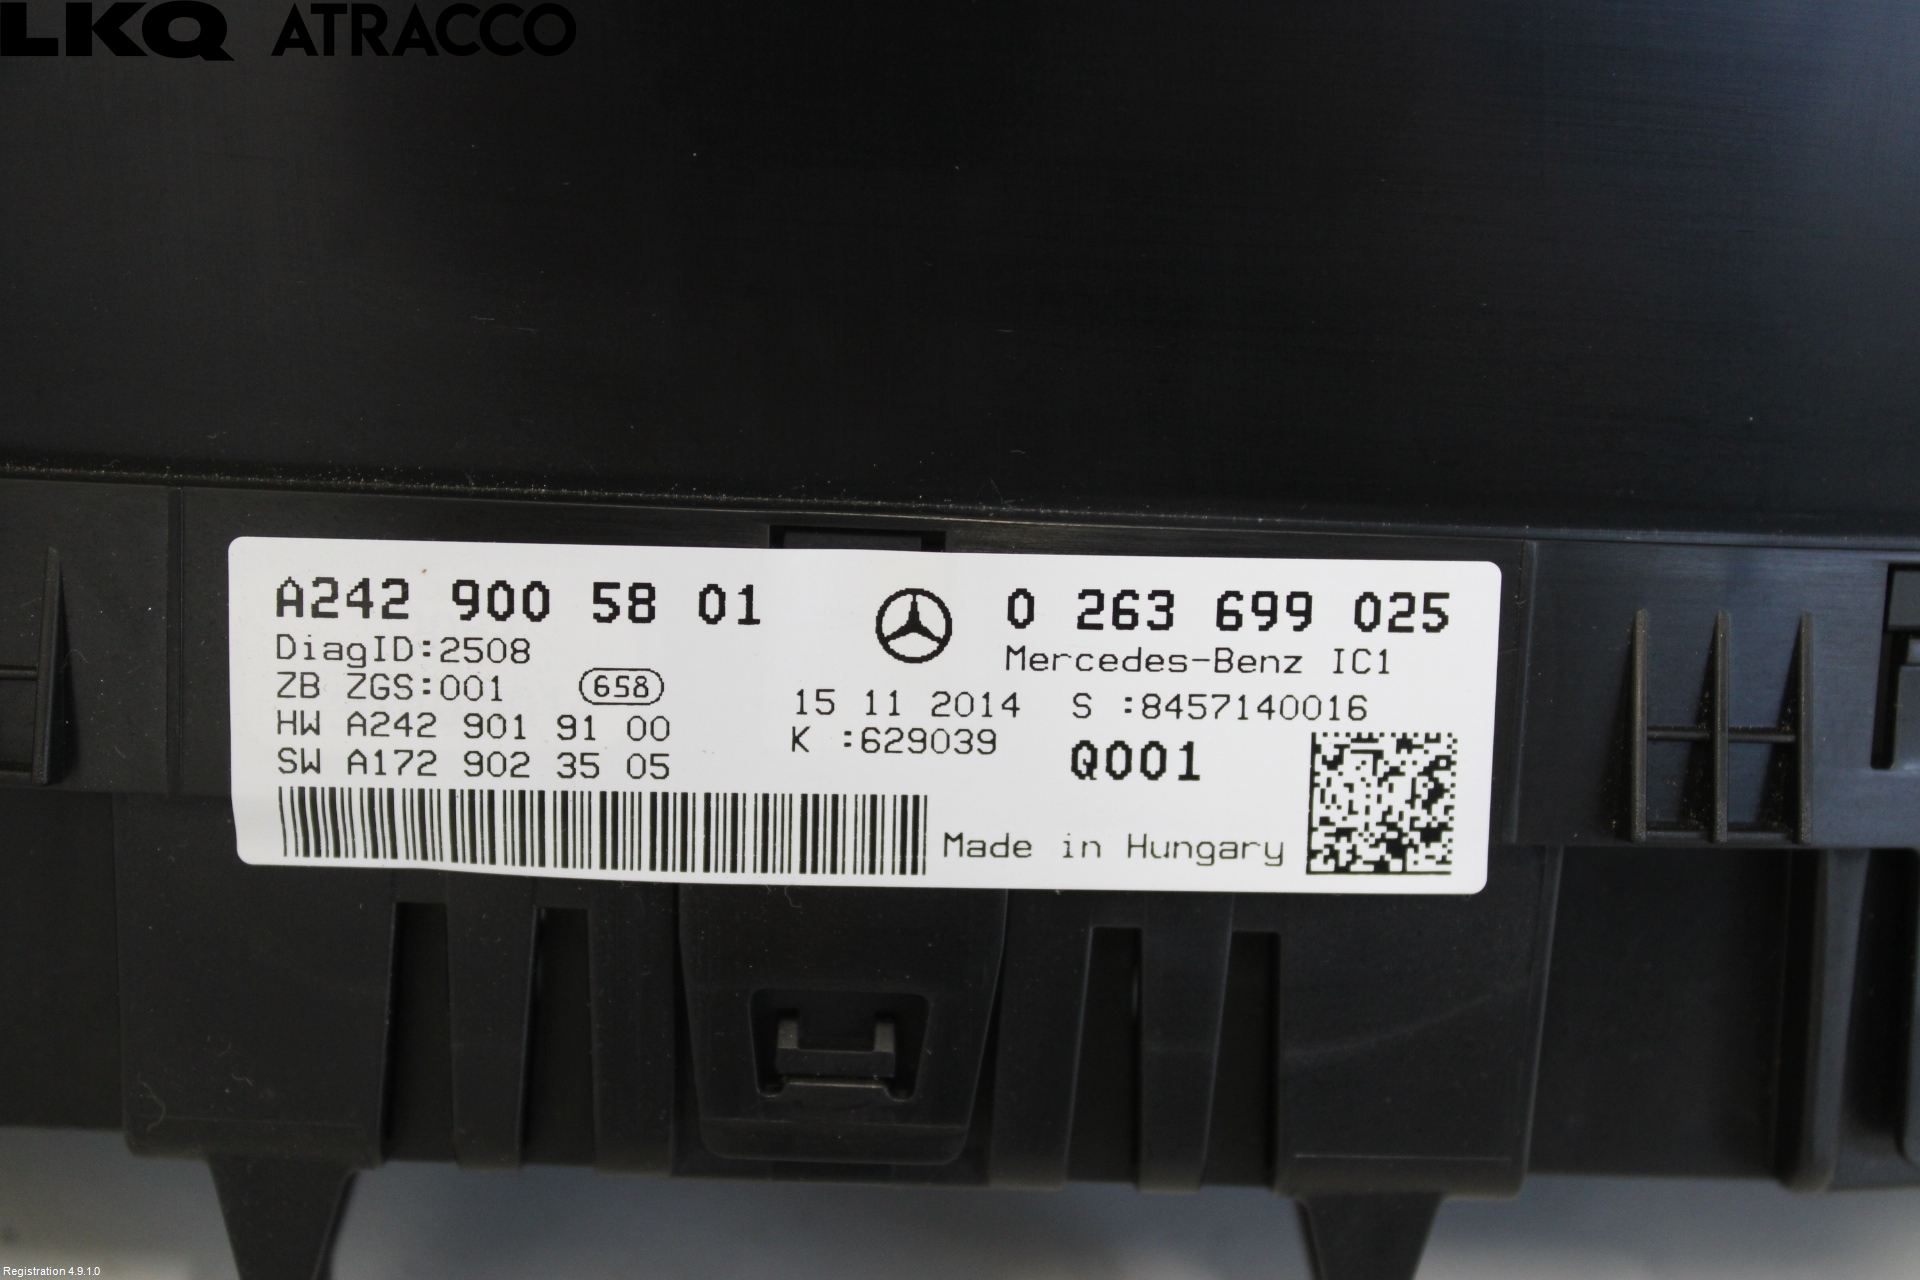 LKQ ATRACCO
A242 900 58 01
0 263 699 025
DiagID:2508
Mercedes-Benz IC1
ZB ZGS:001 658
15 11 2014 S :8457140016
HW A242 901 91 00
K :629039
Q001
SW A172 902 35 05
Made in Hungary
Registration 4.9.1.0